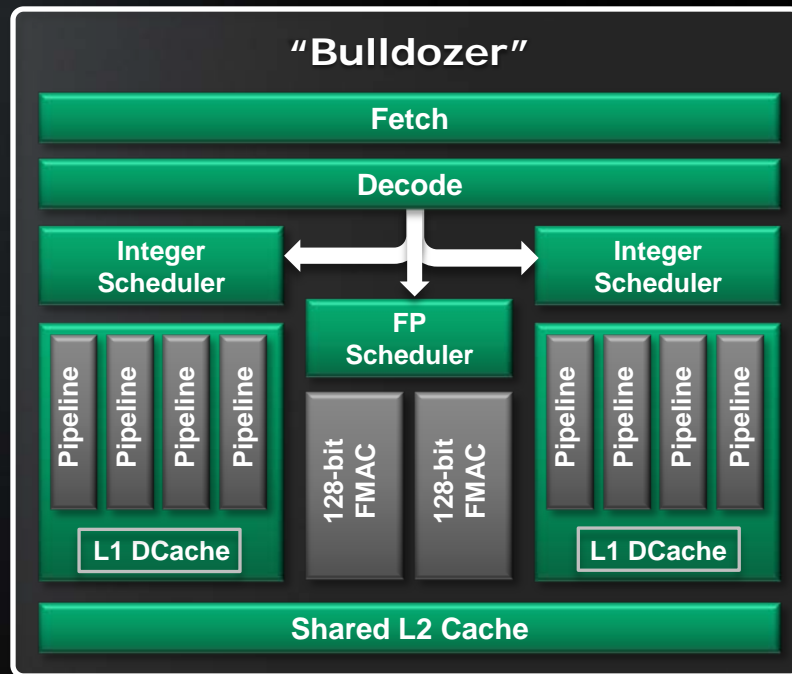 “Bulldozer”
Fetch
Decode
Integer
Scheduler
Integer
Scheduler
FP
Scheduler
Pipeline
Pipeline
Pipeline
Pipeline
128-bit
FMAC
128-bit
FMAC
Pipeline
Pipeline
Pipeline
Pipeline
L1 DCache
L1 DCache
Shared L2 Cache